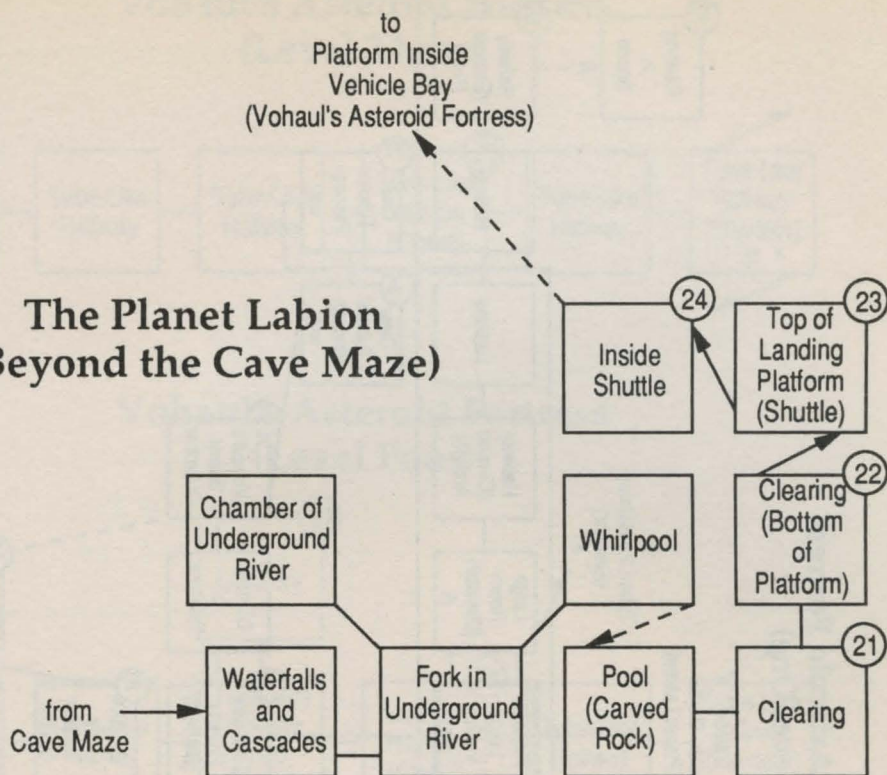 to
Platform Inside
Vehicle Bay
(Vohaul's Asteroid Fortress)
The Planet Labion
Beyond the Cave Maze)
24
Inside
Shuttle
23
Top of
Landing
Platform
(Shuttle)
Chamber of
Underground
River
Whirlpool
22
Clearing
(Bottom
of
Platform)
from
Cave Maze
Waterfalls
and
Cascades
Fork in
Underground
River
Pool
(Carved
Rock)
21
Clearing